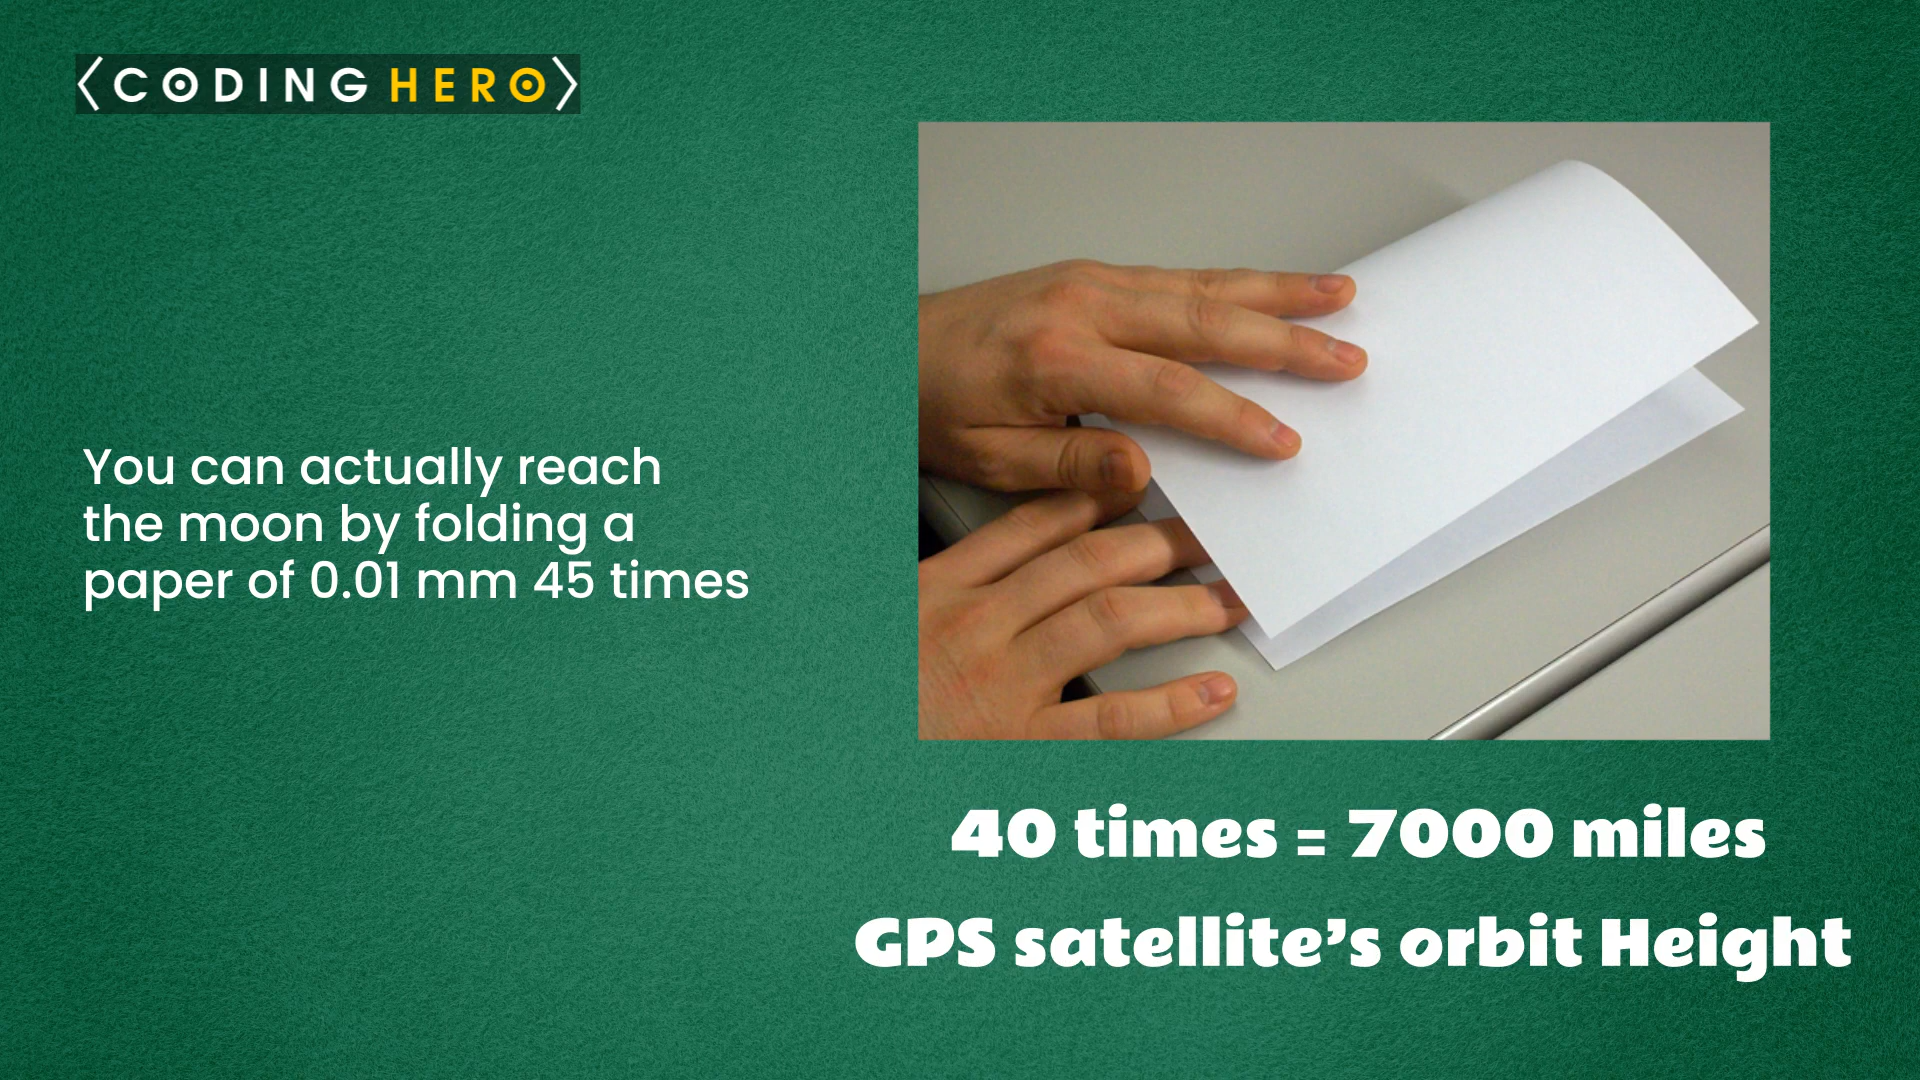 〈CODING HERO〉
You can actually reach
the moon by folding a
paper of 0.01 mm 45 times
40 times = 7000 miles
GPS satellite’s orbit Height